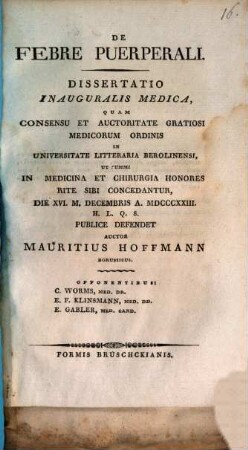 16.
DE
FEBRE PUERPERALI.
DISSERTATIO
INAUGURALIS MEDICA,
QUAM
CONSENSU ET AUCTORITATE GRATIOSI
MEDICORUM ORDINIS
IN
UNIVERSITATE LITTERARIA BEROLINENSI,
UT SUMMI
IN MEDICINA ET CHIRURGIA HONORES
RITE SIBI CONCEDANTUR,
DIE XVI. M. DECEMBRIS A. MDCCCXXIII.
H. L. Q. S.
PUBLICE DEFENDET
AUCTOR
MAURITIUS HOFFMANN
BORUSSUS.
OPPONENTIBUS:
C. WORMS, MED. DR.
E. F. KLINSMANN, MED. DD.
E. GABLER, MED. CAND.
FORMIS BRÜSCHCKIANIS.